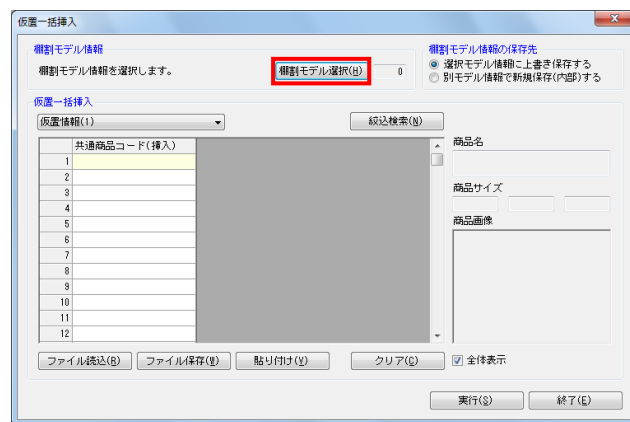 仮置一括挿入
棚割モデル情報
棚割モデル情報を選択します。
棚割モデル選択(H)
0
棚割モデル情報の保存先
選択モデル情報に上書き保存する
別モデル情報で新規保存(内部)する
仮置一括挿入
仮置情報(1)
絞込検索(N)
共通商品コード(挿入)
1
2
3
4
5
6
7
8
9
10
11
12
商品名
商品サイズ
商品画像
ファイル読込(R)
ファイル保存(W)
貼り付け(V)
クリア(C)
全体表示
実行(S)
終了(E)